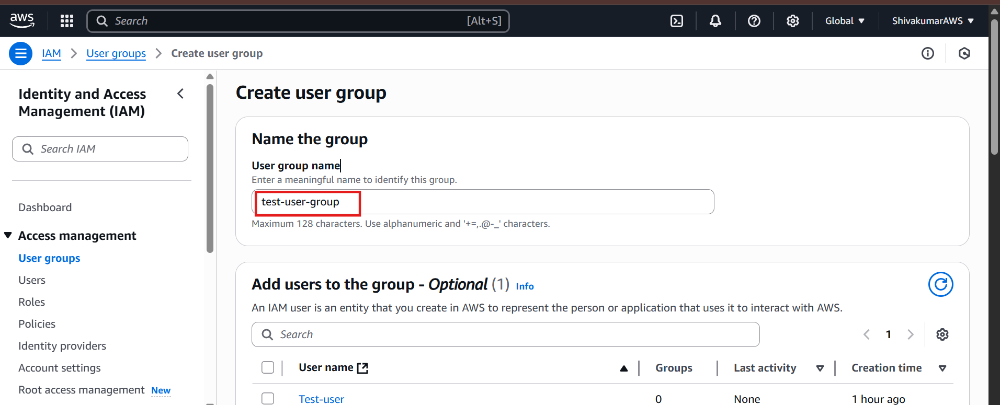 aws
Search [Alt+S] Global ShivakumarAWS
IAM User groups Create user group
Identity and Access
Management (IAM)
Search IAM
Dashboard
Access management
User groups
Users
Roles
Policies
Identity providers
Account settings
Root access management New
Create user group
Name the group
User group name
Enter a meaningful name to identify this group.
test-user-group
Maximum 128 characters. Use alphanumeric and '+=,.@-_' characters.
Add users to the group - Optional (1) Info
An IAM user is an entity that you create in AWS to represent the person or application that uses it to interact with AWS.
Search
1
User name Groups Last activity Creation time
Test-user 0 None 1 hour ago